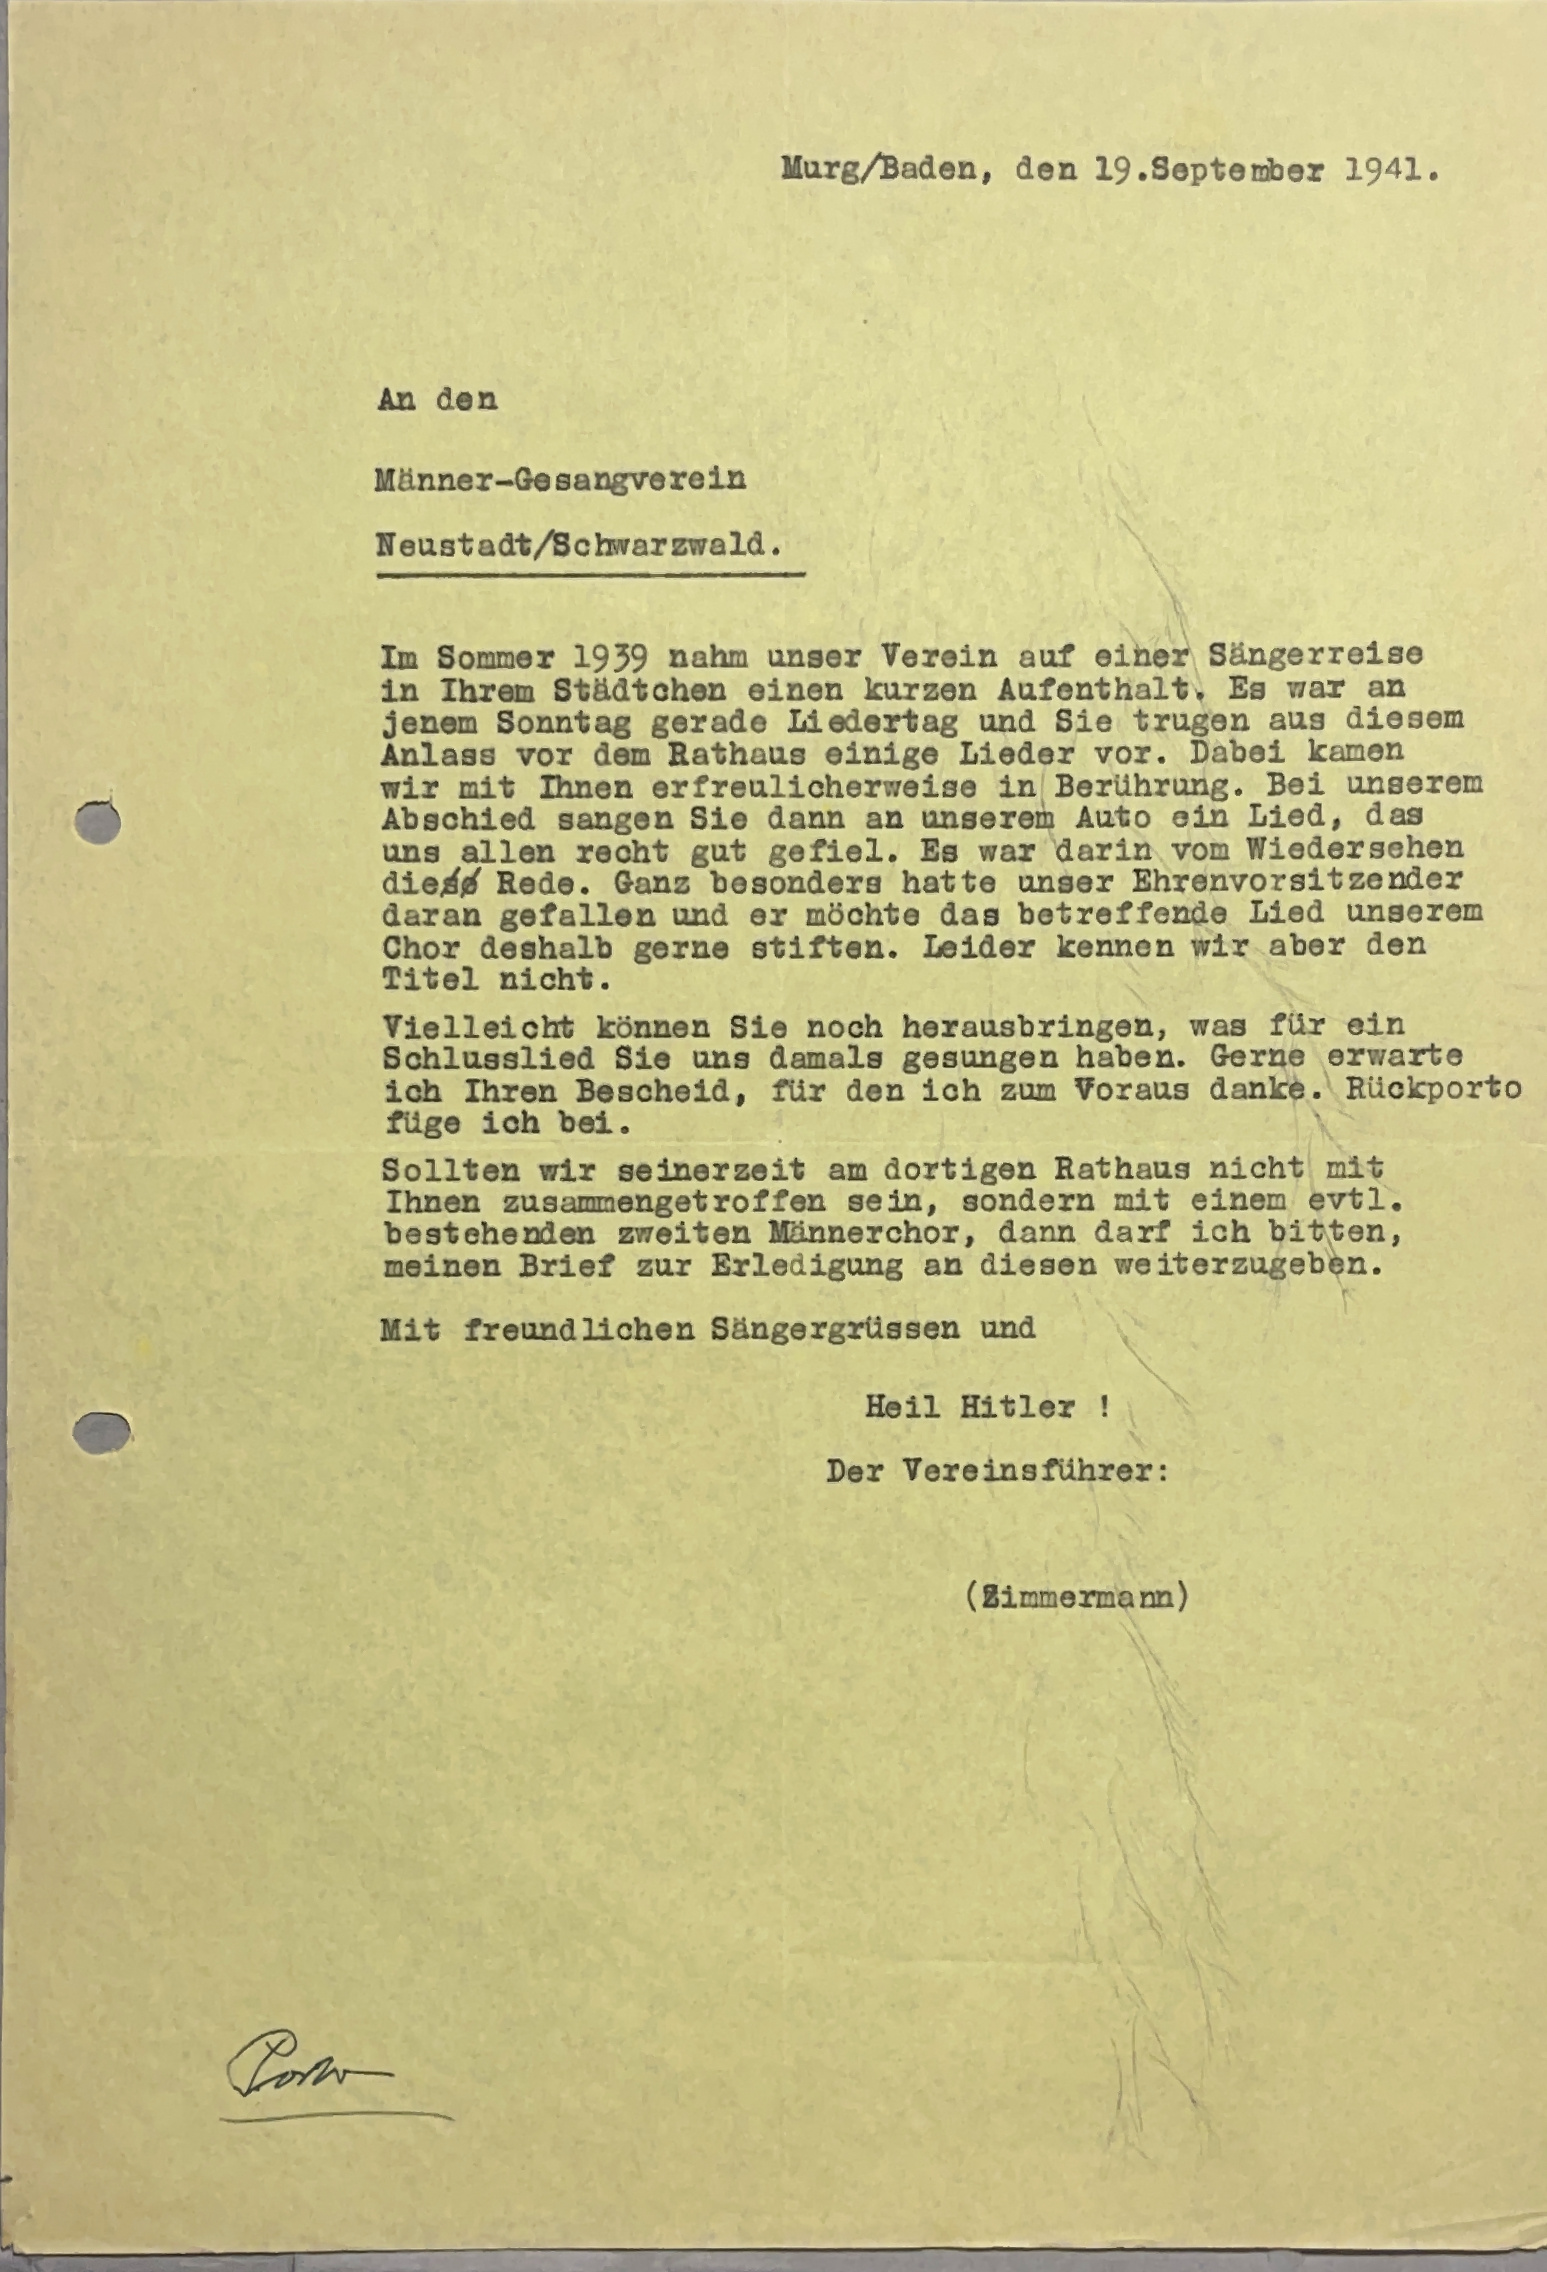 Murg/Baden, den 19.September 1941.
An den
Männer-Gesangverein
Neustadt/Schwarzwald.
Im Sommer 1939 nahm unser Verein auf einer Sängerreise
in Ihrem Städtchen einen kurzen Aufenthalt. Es war an
jenem Sonntag gerade Liedertag und Sie trugen aus diesem
Anlass vor dem Rathaus einige Lieder vor. Dabei kamen
wir mit Ihnen erfreulicherweise in Berührung. Bei unserem
Abschied sangen Sie dann an unserem Auto ein Lied, das
uns allen recht gut gefiel. Es war darin vom Wiedersehen
die Rede. Ganz besonders hatte unser Ehrenvorsitzender
daran gefallen und er möchte das betreffende Lied unserem
Chor deshalb gerne stiften. Leider kennen wir aber den
Titel nicht.
Vielleicht können Sie noch herausbringen, was für ein
Schlusslied Sie uns damals gesungen haben. Gerne erwarte
ich Ihren Bescheid, für den ich zum Voraus danke. Rückporto
füge ich bei.
Sollten wir seinerzeit am dortigen Rathaus nicht mit
Ihnen zusammengetroffen sein, sondern mit einem evtl.
bestehenden zweiten Männerchor, dann darf ich bitten,
meinen Brief zur Erledigung an diesen weiterzugeben.
Mit freundlichen Sängergrüssen und
Heil Hitler !
Der Vereinsführer:
(Zimmermann)
Porto